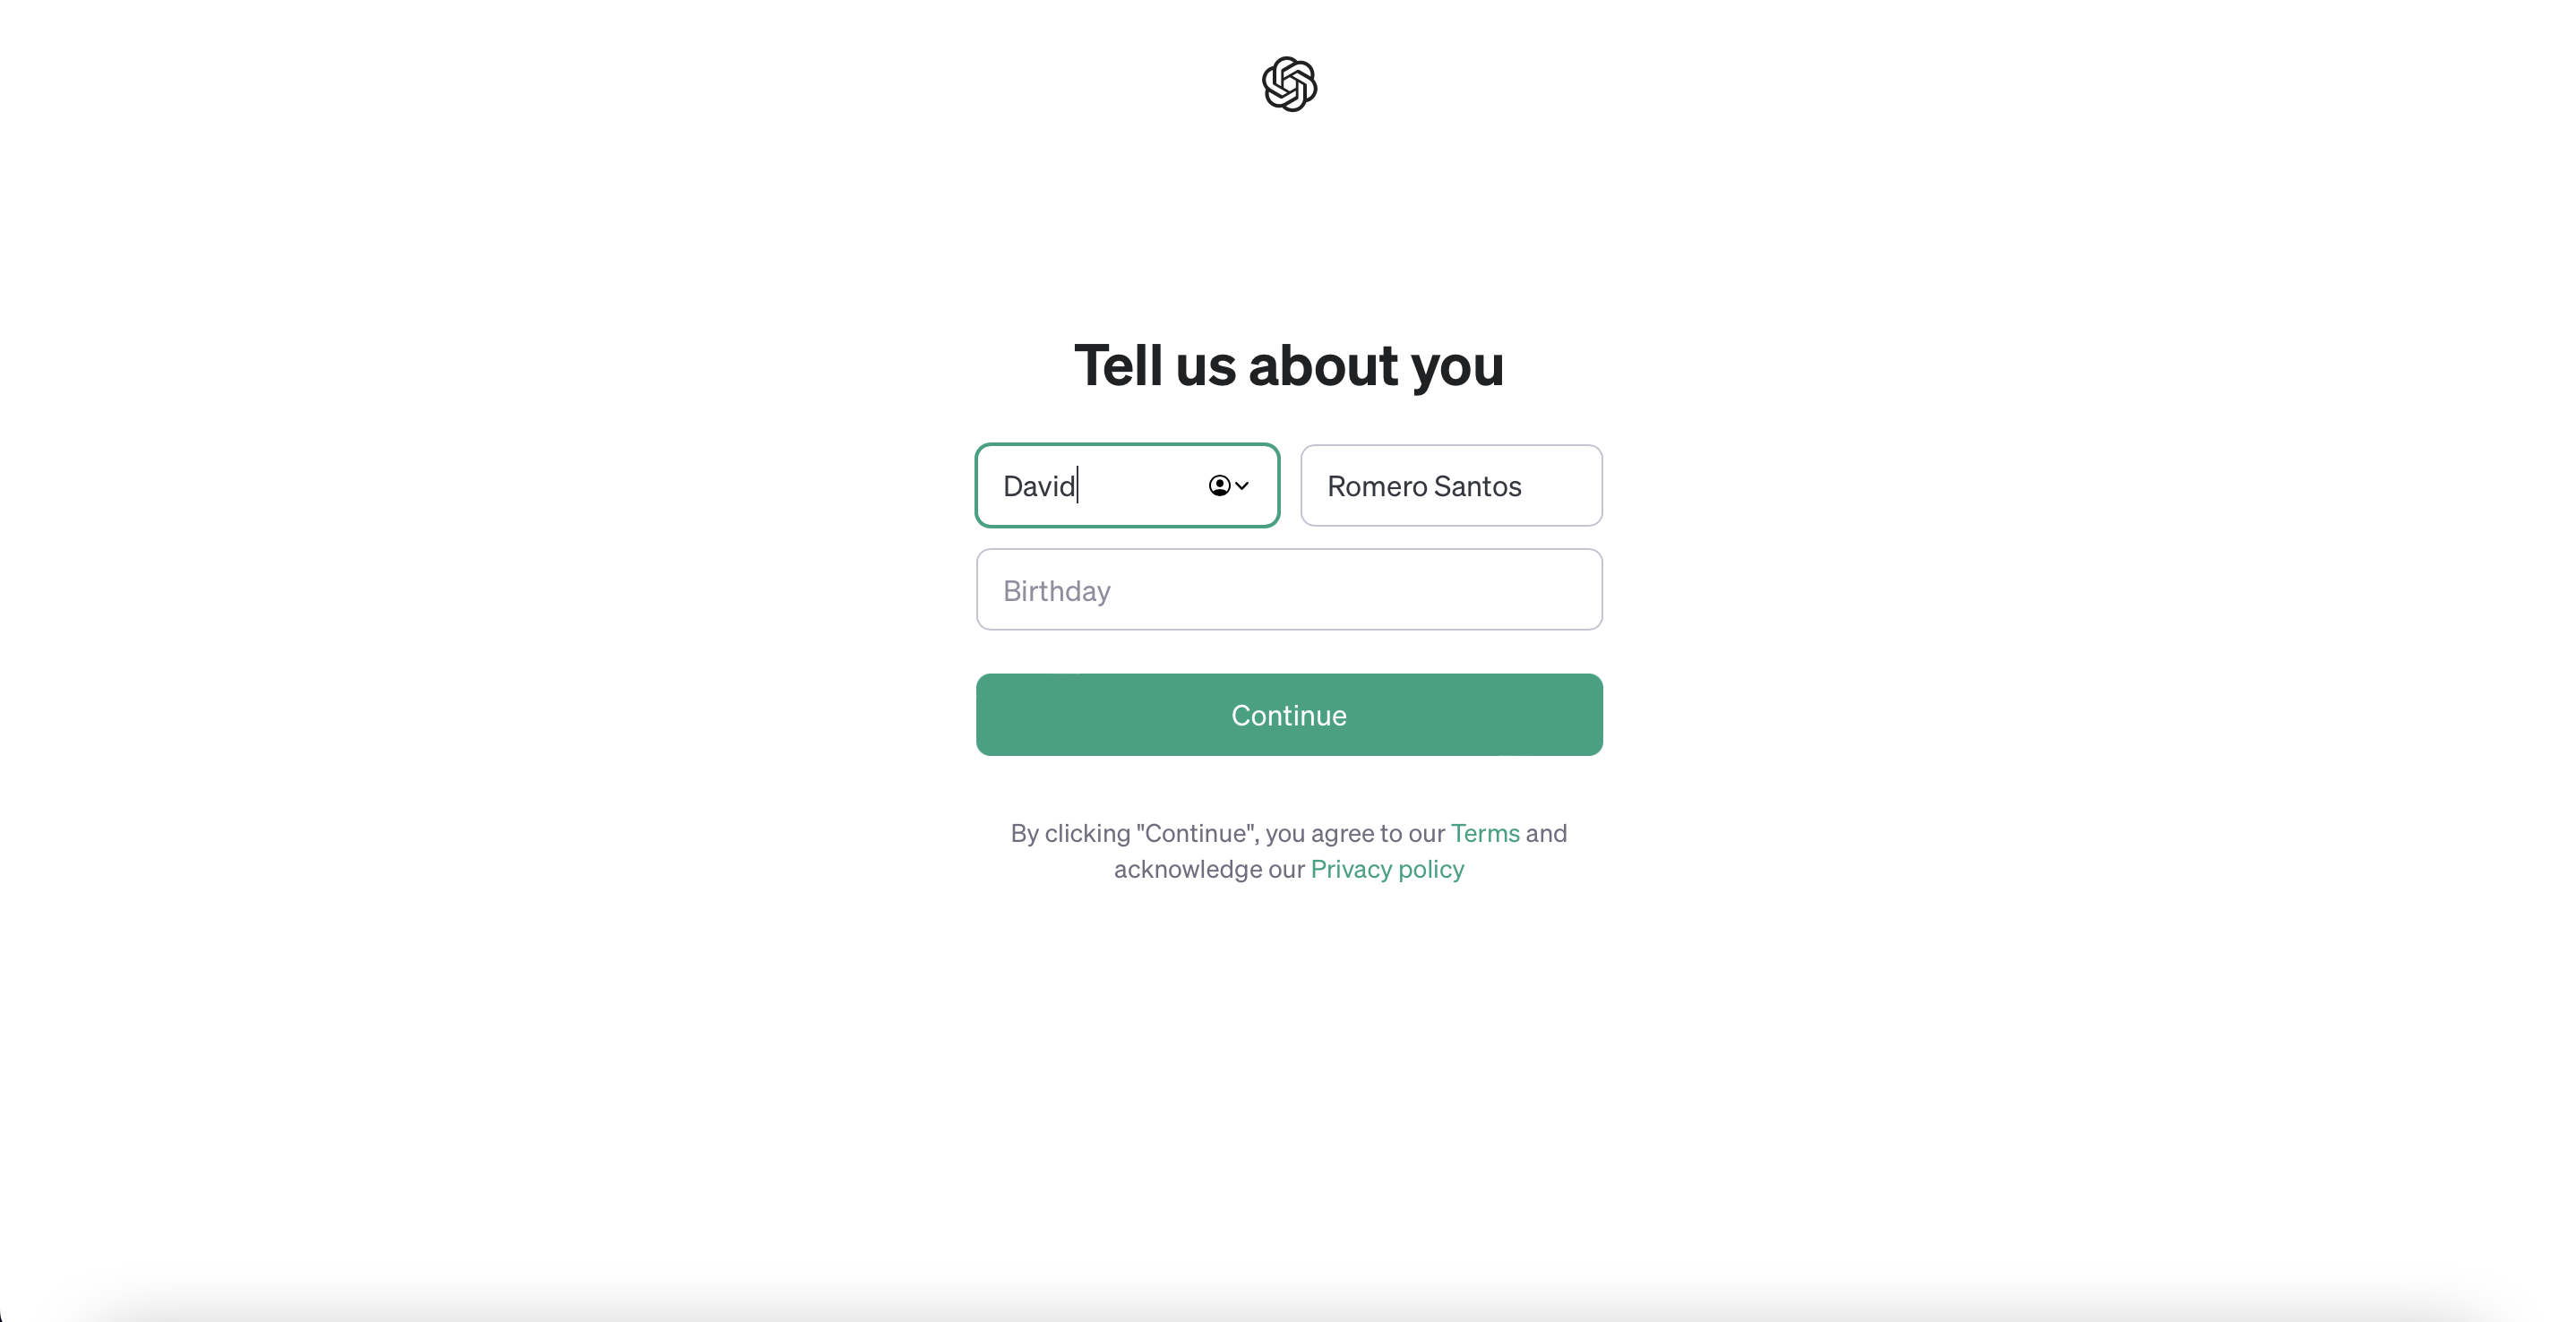 Tell us about you
David
Romero Santos
Birthday
Continue
By clicking "Continue", you agree to our Terms and
acknowledge our Privacy policy